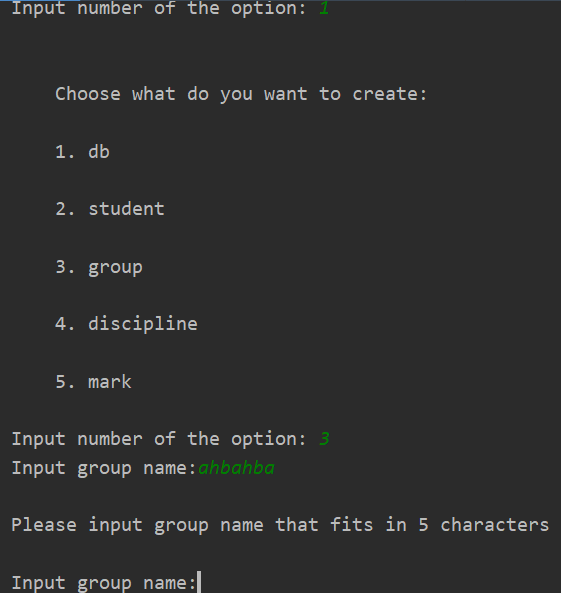 Input number of the option: 1
Choose what do you want to create:
1. db
2. student
3. group
4. discipline
5. mark
Input number of the option: 3
Input group name:ahbahba
Please input group name that fits in 5 characters
Input group name: